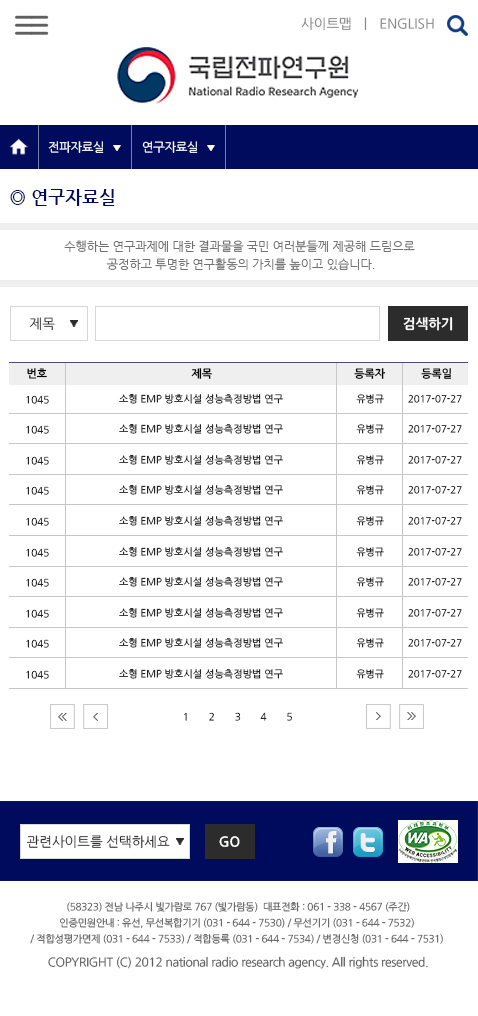 사이트맵 | ENGLISH
국립전파연구원
National Radio Research Agency
전파자료실 ▼ 연구자료실 ▼
◎ 연구자료실
수행하는 연구과제에 대한 결과물을 국민 여러분들께 제공해 드림으로
공정하고 투명한 연구활동의 가치를 높이고 있습니다.
제목 ▼ 검색하기
번호 제목 등록자 등록일
1045 소형 EMP 방호시설 성능측정방법 연구 유병규 2017-07-27
1045 소형 EMP 방호시설 성능측정방법 연구 유병규 2017-07-27
1045 소형 EMP 방호시설 성능측정방법 연구 유병규 2017-07-27
1045 소형 EMP 방호시설 성능측정방법 연구 유병규 2017-07-27
1045 소형 EMP 방호시설 성능측정방법 연구 유병규 2017-07-27
1045 소형 EMP 방호시설 성능측정방법 연구 유병규 2017-07-27
1045 소형 EMP 방호시설 성능측정방법 연구 유병규 2017-07-27
1045 소형 EMP 방호시설 성능측정방법 연구 유병규 2017-07-27
1045 소형 EMP 방호시설 성능측정방법 연구 유병규 2017-07-27
1045 소형 EMP 방호시설 성능측정방법 연구 유병규 2017-07-27
« < 1 2 3 4 5 > »
관련사이트를 선택하세요 ▼ GO f t WA WEB ACCESSIBILITY
(58323) 전남 나주시 빛가람로 767 (빛가람동) 대표전화 : 061 - 338 - 4567 (주간)
인증민원안내 : 유선, 무선복합기기 (031 - 644 - 7530) / 무선기기 (031 - 644 - 7532)
/ 적합성평가면제 (031 - 644 - 7533) / 적합등록 (031 - 644 - 7534) / 변경신청 (031 - 644 - 7531)
COPYRIGHT (C) 2012 national radio research agency. All rights reserved.